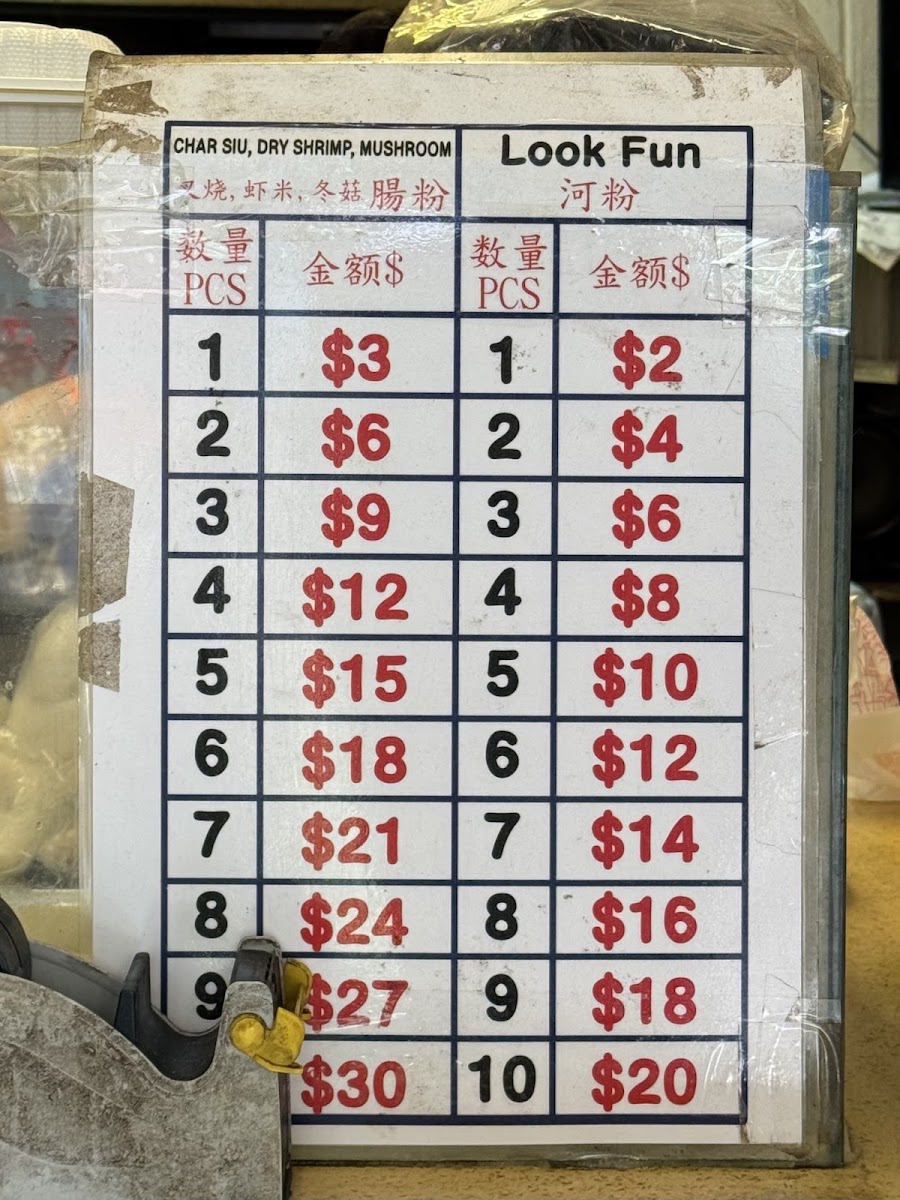 CHAR SIU, DRY SHRIMP, MUSHROOM
叉烧, 虾米, 冬菇 腸粉
Look Fun
河粉
数量 PCS 金额$ 数量 PCS 金额$
1 $3 1 $2
2 $6 2 $4
3 $9 3 $6
4 $12 4 $8
5 $15 5 $10
6 $18 6 $12
7 $21 7 $14
8 $24 8 $16
9 $27 9 $18
$30 10 $20